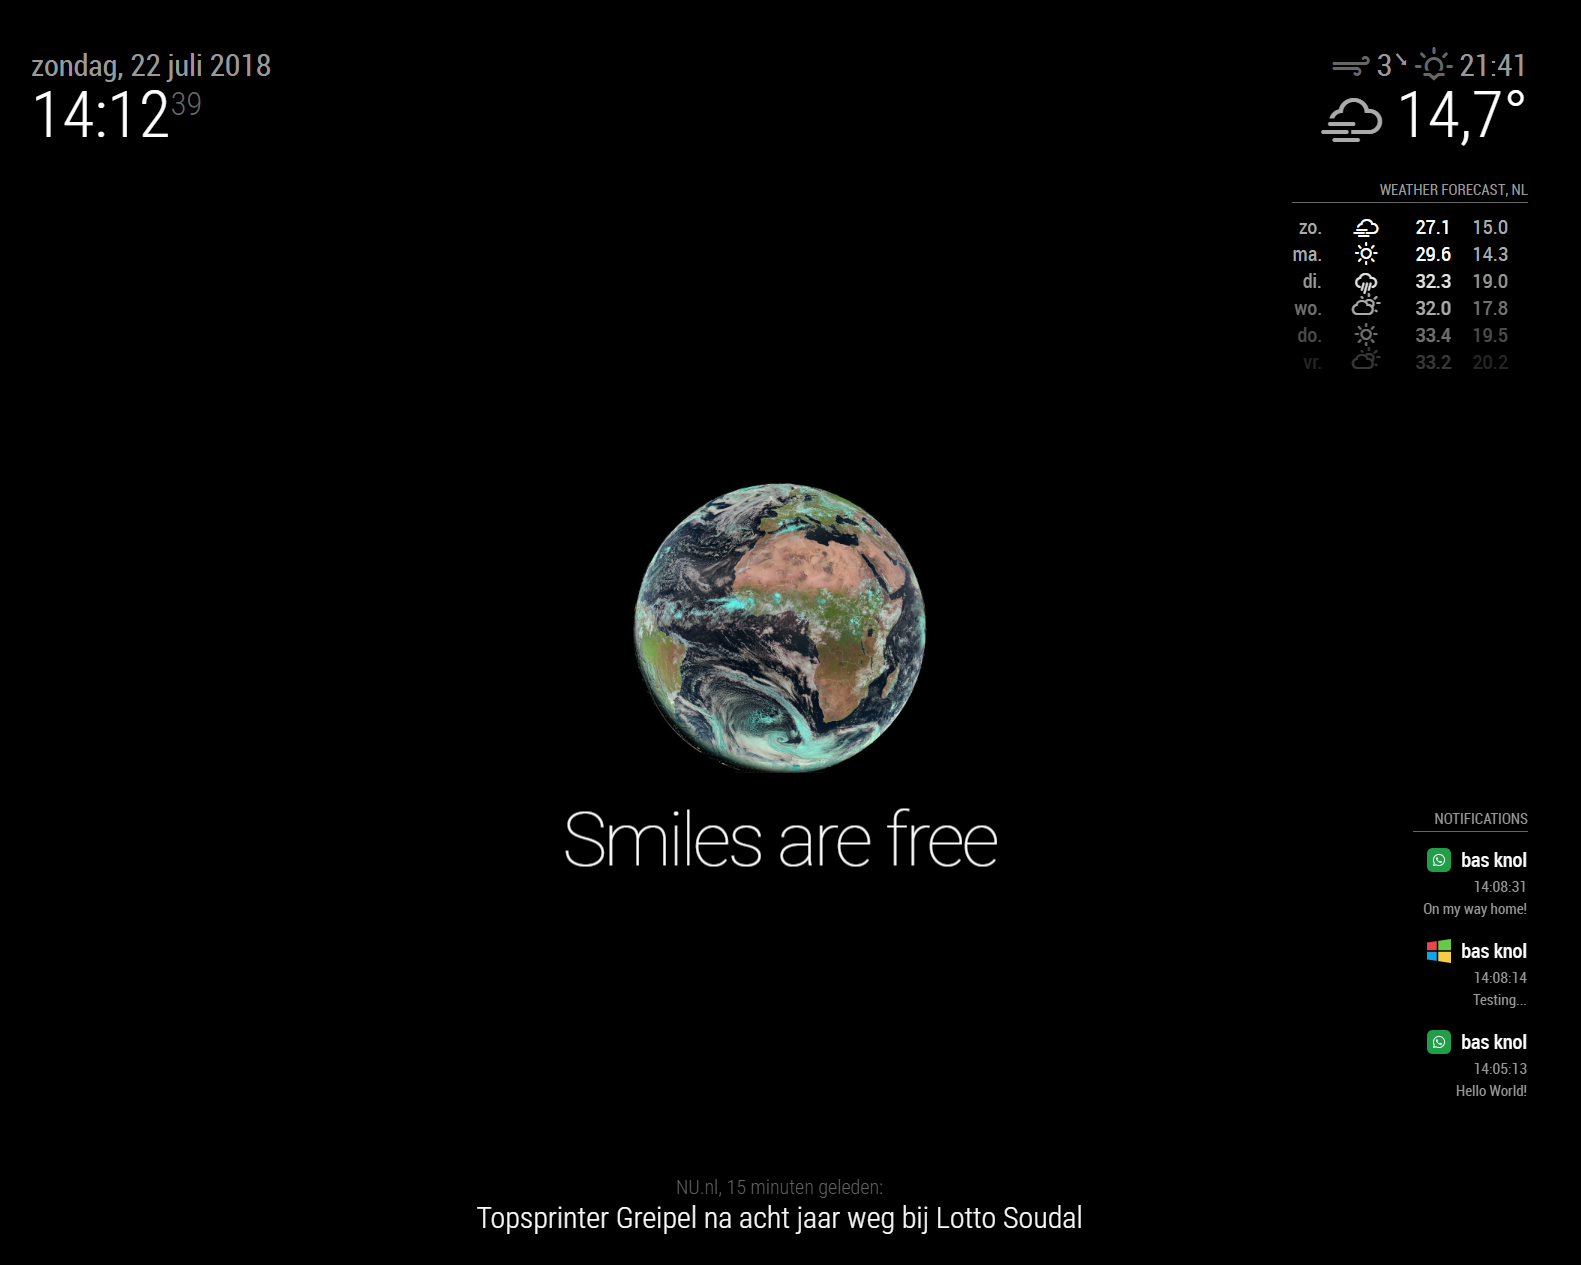 zondag, 22 juli 2018
14:12 39
3 21:41
14,7°
WEATHER FORECAST, NL
zo. 27.1 15.0
ma. 29.6 14.3
di. 32.3 19.0
wo. 32.0 17.8
do. 33.4 19.5
vr. 33.2 20.2
Smiles are free
NOTIFICATIONS
bas knol
14:08:31
On my way home!
bas knol
14:08:14
Testing...
bas knol
14:05:13
Hello World!
NU.nl, 15 minuten geleden:
Topsprinter Greipel na acht jaar weg bij Lotto Soudal